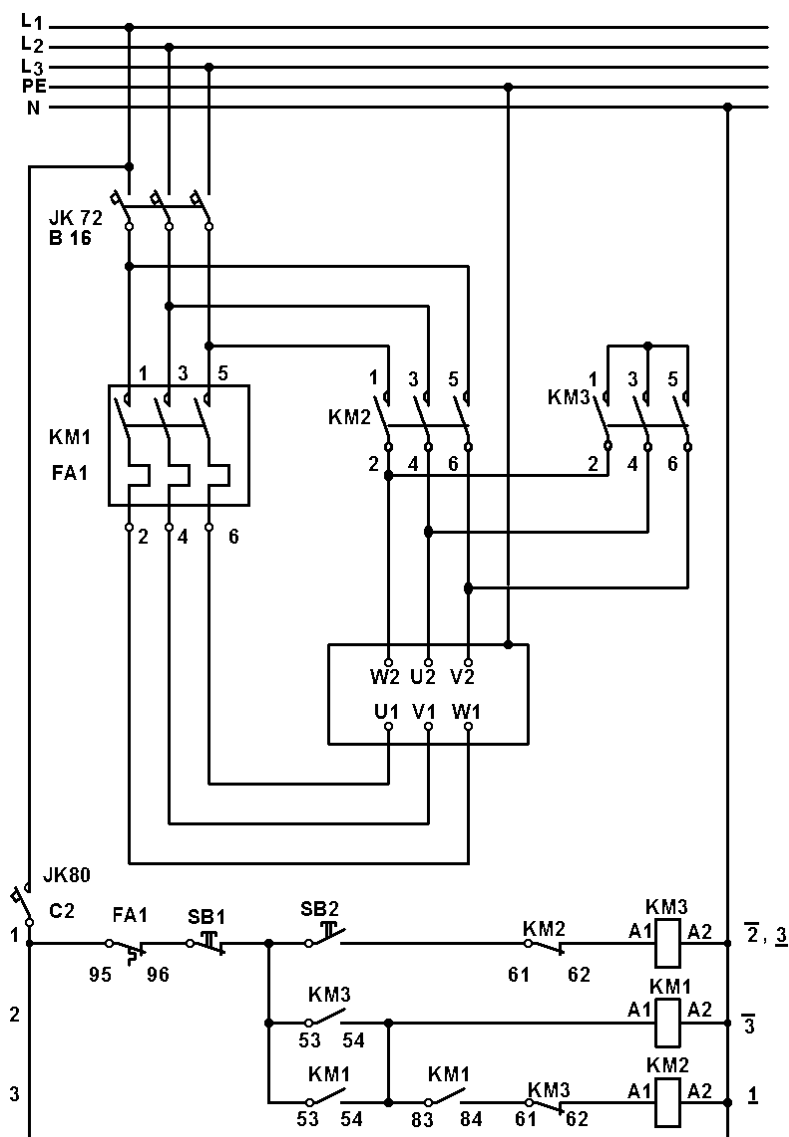 L1
L2
L3
PE
N
JK 72
B 16
1 3 5
KM1
FA1
2 4 6
1 3 5
KM2
2 4 6
1 3 5
KM3
2 4 6
W2 U2 V2
U1 V1 W1
JK80
C2
1
FA1
95 96
SB1
SB2
KM2
61 62
KM3
A1 A2
2, 3
2
KM3
53 54
KM1
A1 A2
3
3
KM1
53 54
KM1
83 84
KM3
61 62
KM2
A1 A2
1